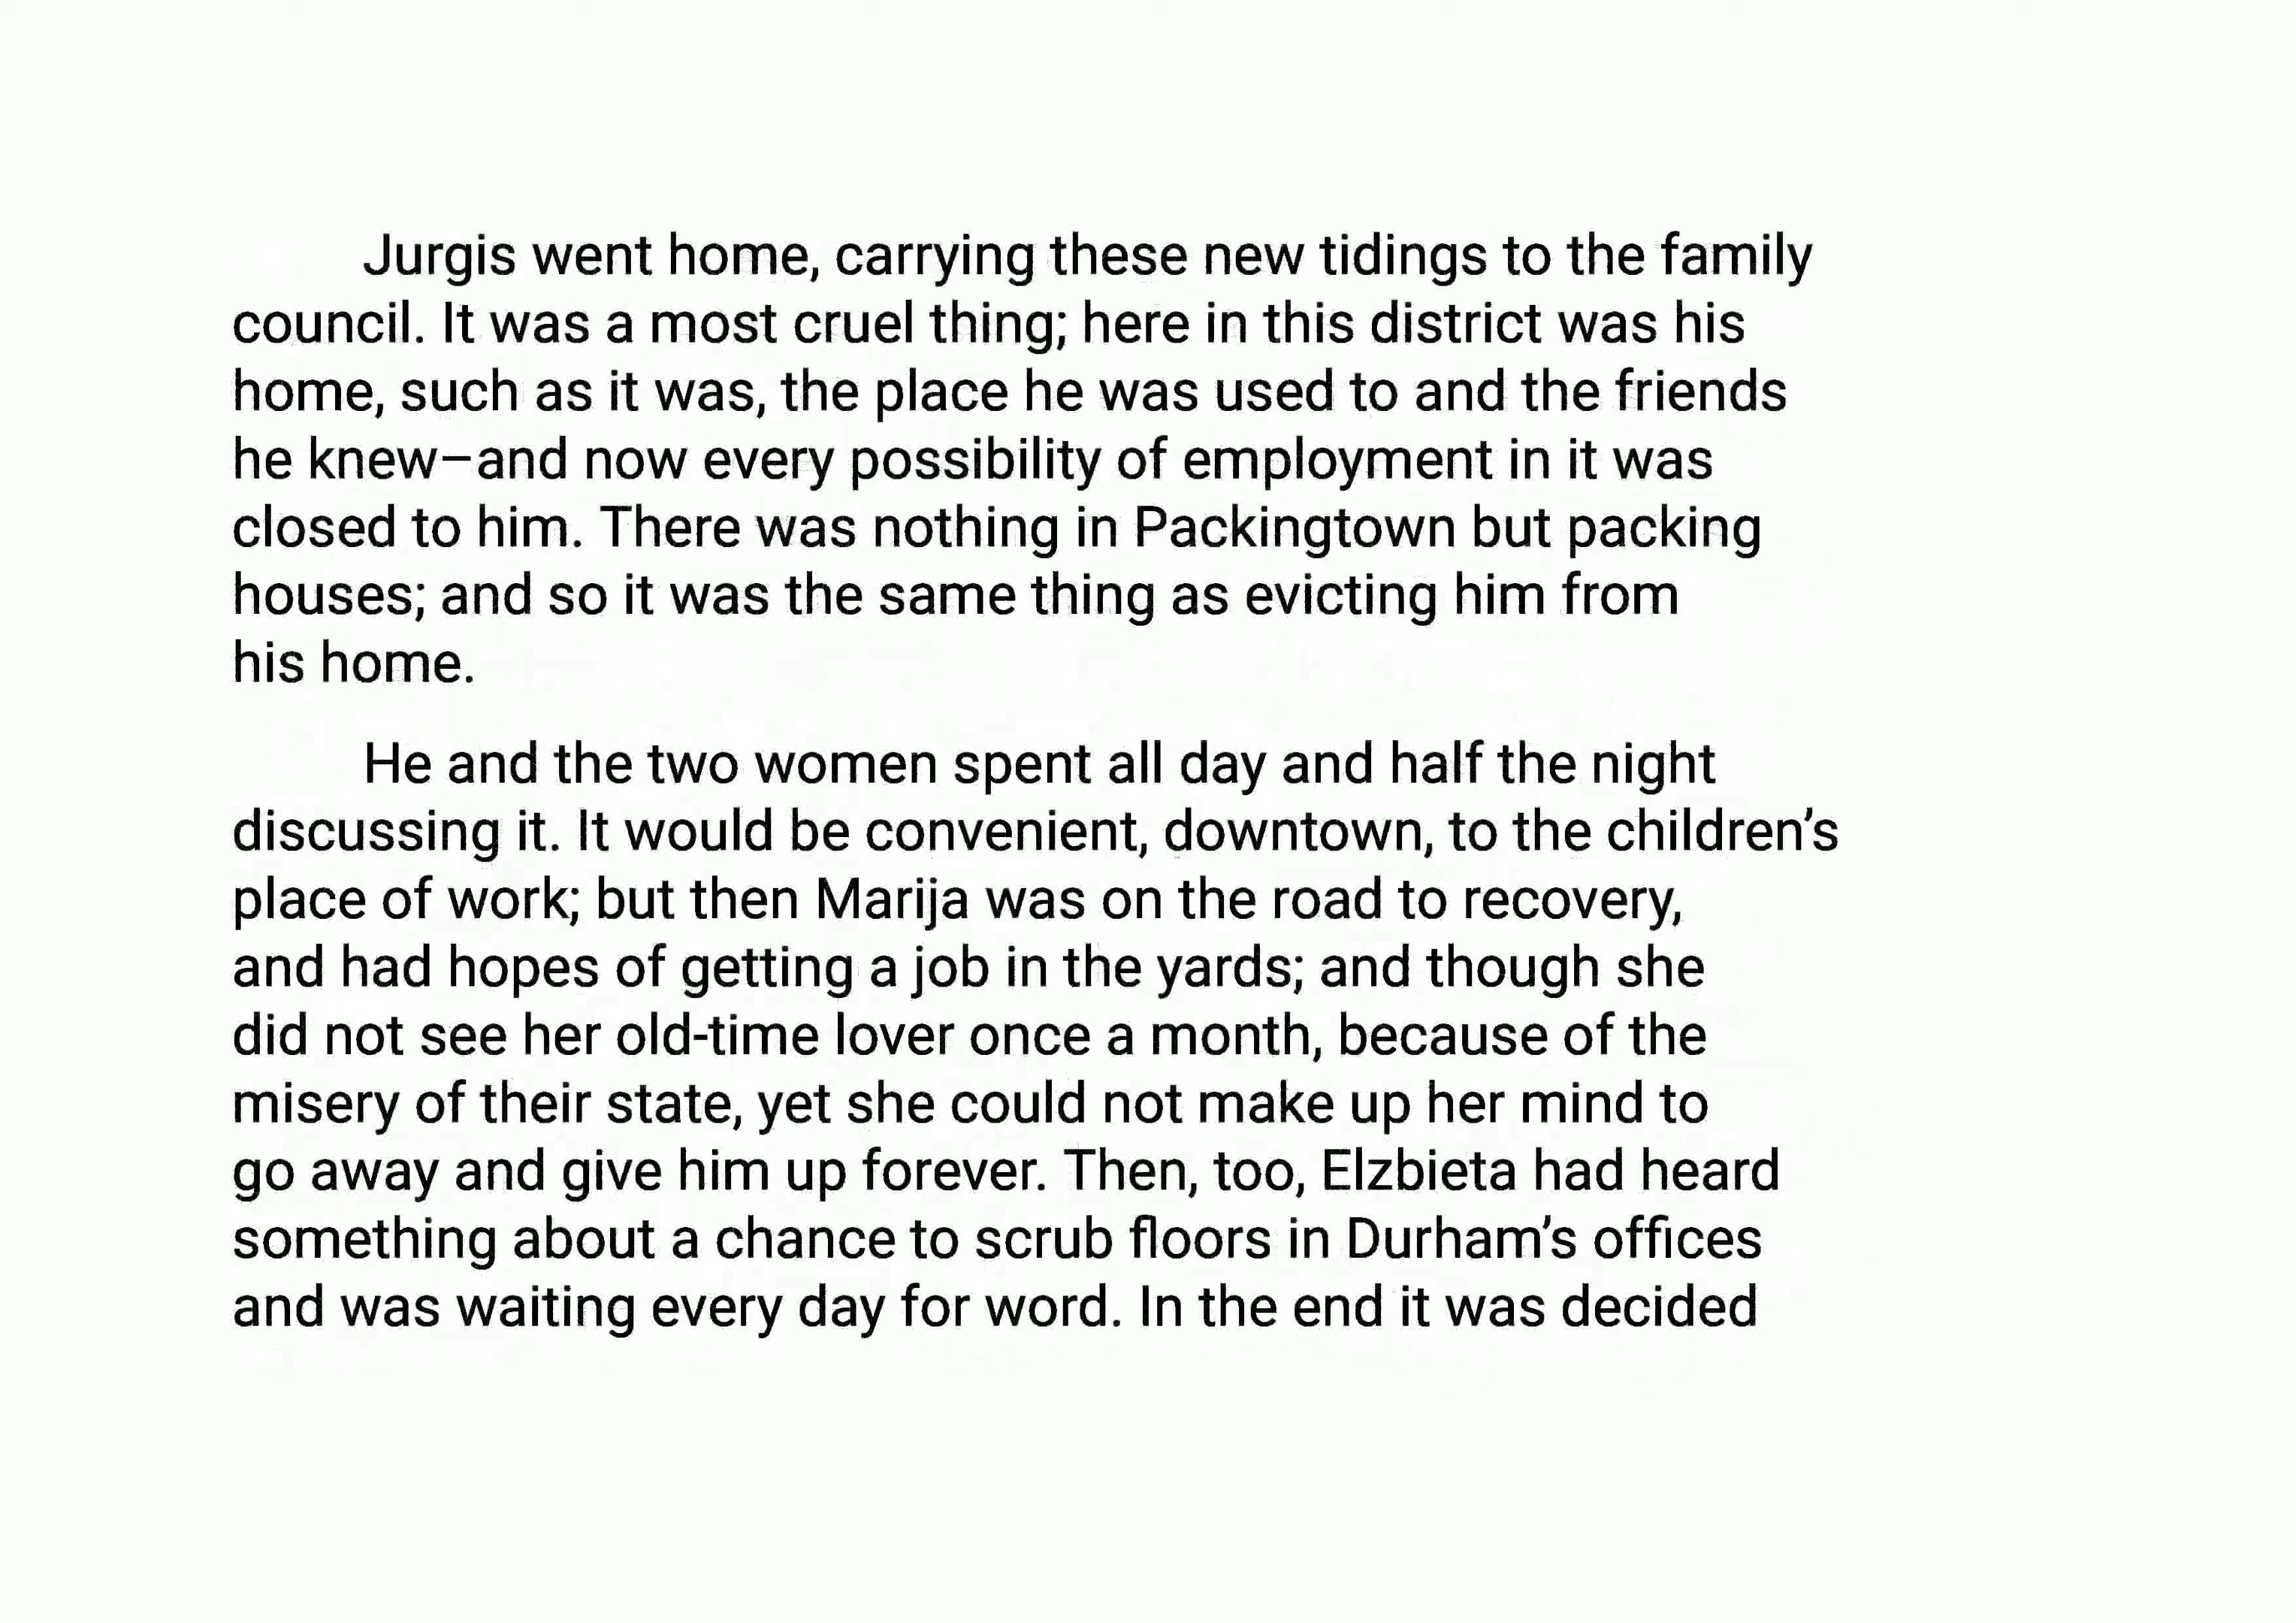 Jurgis went home, carrying these new tidings to the family
council. It was a most cruel thing; here in this district was his
home, such as it was, the place he was used to and the friends
he knew–and now every possibility of employment in it was
closed to him. There was nothing in Packingtown but packing
houses; and so it was the same thing as evicting him from
his home.
He and the two women spent all day and half the night
discussing it. It would be convenient, downtown, to the children’s
place of work; but then Marija was on the road to recovery,
and had hopes of getting a job in the yards; and though she
did not see her old-time lover once a month, because of the
misery of their state, yet she could not make up her mind to
go away and give him up forever. Then, too, Elzbieta had heard
something about a chance to scrub floors in Durham’s offices
and was waiting every day for word. In the end it was decided